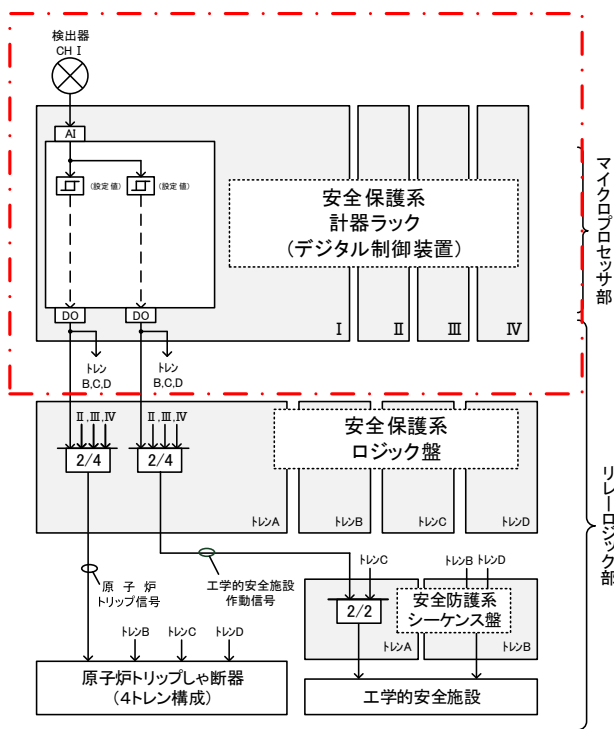 検出器
CH I
AI
(設定値)
(設定値)
安全保護系
計器ラック
(デジタル制御装置)
マイクロプロセッサ部
DO
DO
I
II
III
IV
トレン
B,C,D
トレン
B,C,D
II,III,IV
II,III,IV
安全保護系
ロジック盤
2/4
2/4
トレンA
トレンB
トレンC
トレンD
リレーロジック部
原子炉
トリップ信号
工学的安全施設
作動信号
トレンC
トレンB
トレンD
2/2
安全防護系
シーケンス盤
トレンA
トレンB
トレンB
トレンC
トレンD
原子炉トリップしゃ断器
(4トレン構成)
工学的安全施設